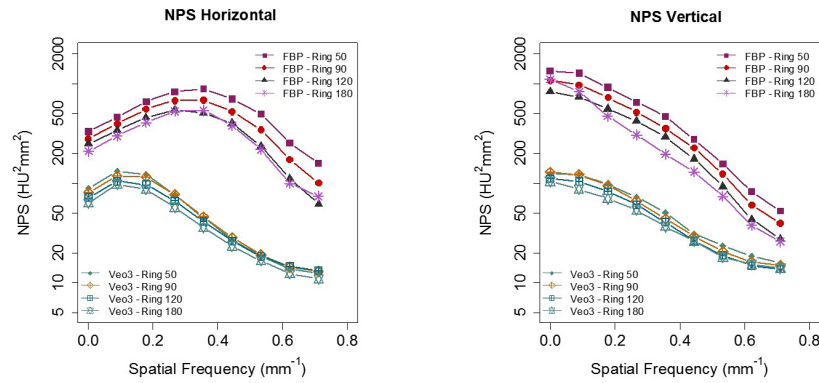 NPS Horizontal
NPS (HU²mm²)
2000
500
200
50
20
10
5
FBP - Ring 50
FBP - Ring 90
FBP - Ring 120
FBP - Ring 180
Veo3 - Ring 50
Veo3 - Ring 90
Veo3 - Ring 120
Veo3 - Ring 180
0.0 0.2 0.4 0.6 0.8
Spatial Frequency (mm⁻¹)
NPS Vertical
NPS (HU²mm²)
2000
500
200
50
20
10
5
FBP - Ring 50
FBP - Ring 90
FBP - Ring 120
FBP - Ring 180
Veo3 - Ring 50
Veo3 - Ring 90
Veo3 - Ring 120
Veo3 - Ring 180
0.0 0.2 0.4 0.6 0.8
Spatial Frequency (mm⁻¹)